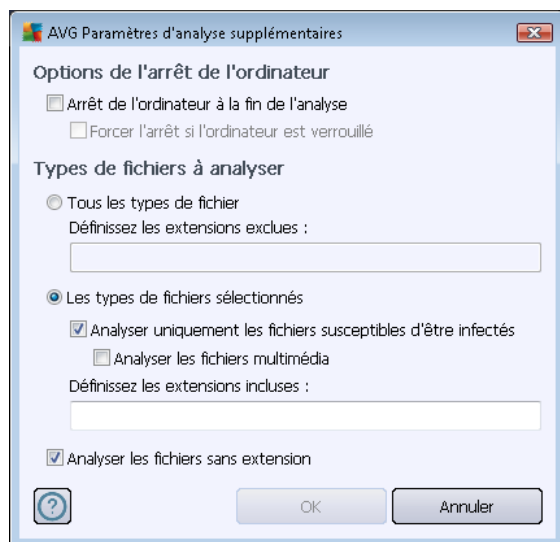 AVG Paramètres d'analyse supplémentaires
Options de l'arrêt de l'ordinateur
Arrêt de l'ordinateur à la fin de l'analyse
Forcer l'arrêt si l'ordinateur est verrouillé
Types de fichiers à analyser
Tous les types de fichier
Définissez les extensions exclues :
Les types de fichiers sélectionnés
Analyser uniquement les fichiers susceptibles d'être infectés
Analyser les fichiers multimédia
Définissez les extensions incluses :
Analyser les fichiers sans extension
?
OK
Annuler